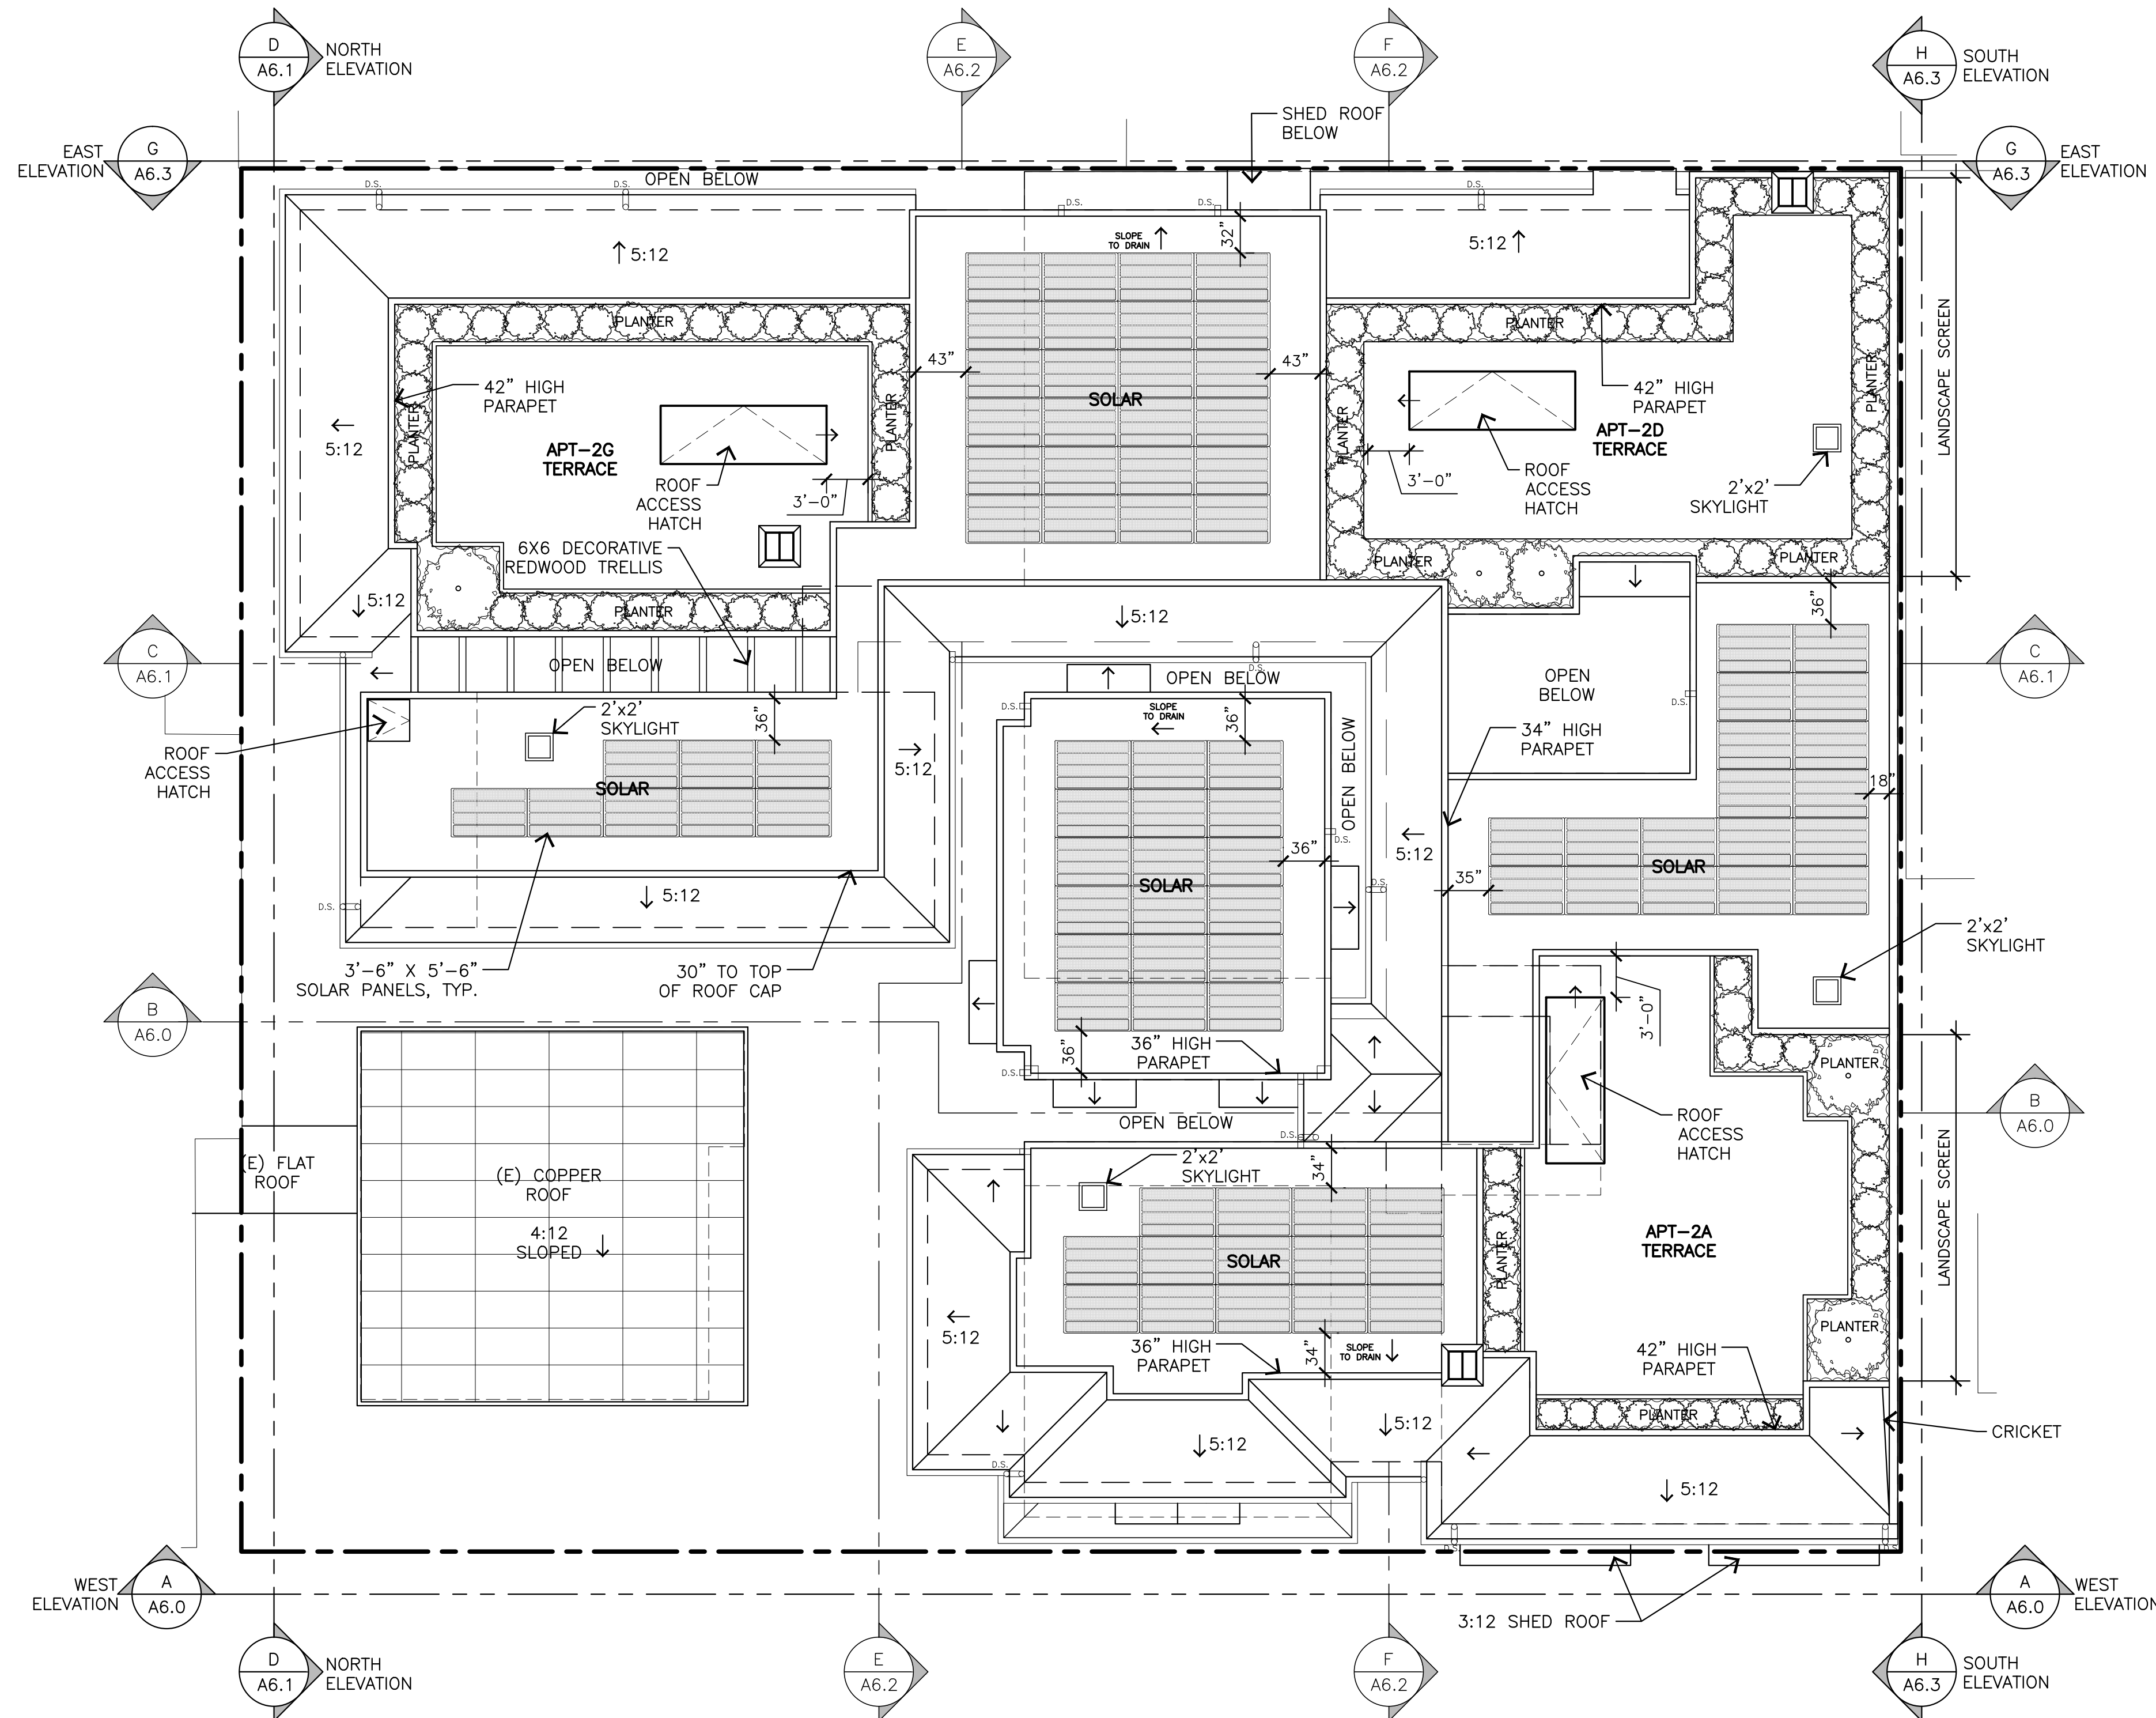 D
A6.1
NORTH
ELEVATION
E
A6.2
F
A6.2
H
A6.3
SOUTH
ELEVATION
SHED ROOF
BELOW
EAST
ELEVATION
G
A6.3
G
A6.3
EAST
ELEVATION
OPEN BELOW
D.S.
D.S.
D.S.
D.S.
D.S.
5:12
SLOPE
TO DRAIN
32"
5:12
LANDSCAPE SCREEN
PLANTER
PLANTER
43"
43"
42" HIGH
PARAPET
PLANTER
PLANTER
SOLAR
42" HIGH
PARAPET
PLANTER
PLANTER
5:12
APT-2G
TERRACE
APT-2D
TERRACE
ROOF
ACCESS
HATCH
3'-0"
3'-0"
ROOF
ACCESS
HATCH
2'x2'
SKYLIGHT
6X6 DECORATIVE
REDWOOD TRELLIS
PLANTER
PLANTER
5:12
PLANTER
5:12
36"
C
A6.1
OPEN BELOW
OPEN BELOW
D.S.
OPEN
BELOW
D.S.
C
A6.1
ROOF
ACCESS
HATCH
2'x2'
SKYLIGHT
36"
D.S.
SLOPE
TO DRAIN
36"
OPEN BELOW
34" HIGH
PARAPET
5:12
SOLAR
18"
D.S.
5:12
36"
SOLAR
D.S.
35"
SOLAR
5:12
D.S.
2'x2'
SKYLIGHT
3'-6" X 5'-6"
SOLAR PANELS, TYP.
30" TO TOP
OF ROOF CAP
B
A6.0
3'-0"
36"
36" HIGH
PARAPET
D.S.
PLANTER
B
A6.0
OPEN BELOW
D.S.
ROOF
ACCESS
HATCH
(E) FLAT
ROOF
(E) COPPER
ROOF
4:12
SLOPED
2'x2'
SKYLIGHT
34"
LANDSCAPE SCREEN
PLANTER
APT-2A
TERRACE
SOLAR
5:12
36" HIGH
PARAPET
34"
SLOPE
TO DRAIN
42" HIGH
PARAPET
PLANTER
PLANTER
5:12
5:12
CRICKET
D.S.
5:12
D.S.
D.S.
WEST
ELEVATION
A
A6.0
A
A6.0
WEST
ELEVATION
3:12 SHED ROOF
D
A6.1
NORTH
ELEVATION
E
A6.2
F
A6.2
H
A6.3
SOUTH
ELEVATION